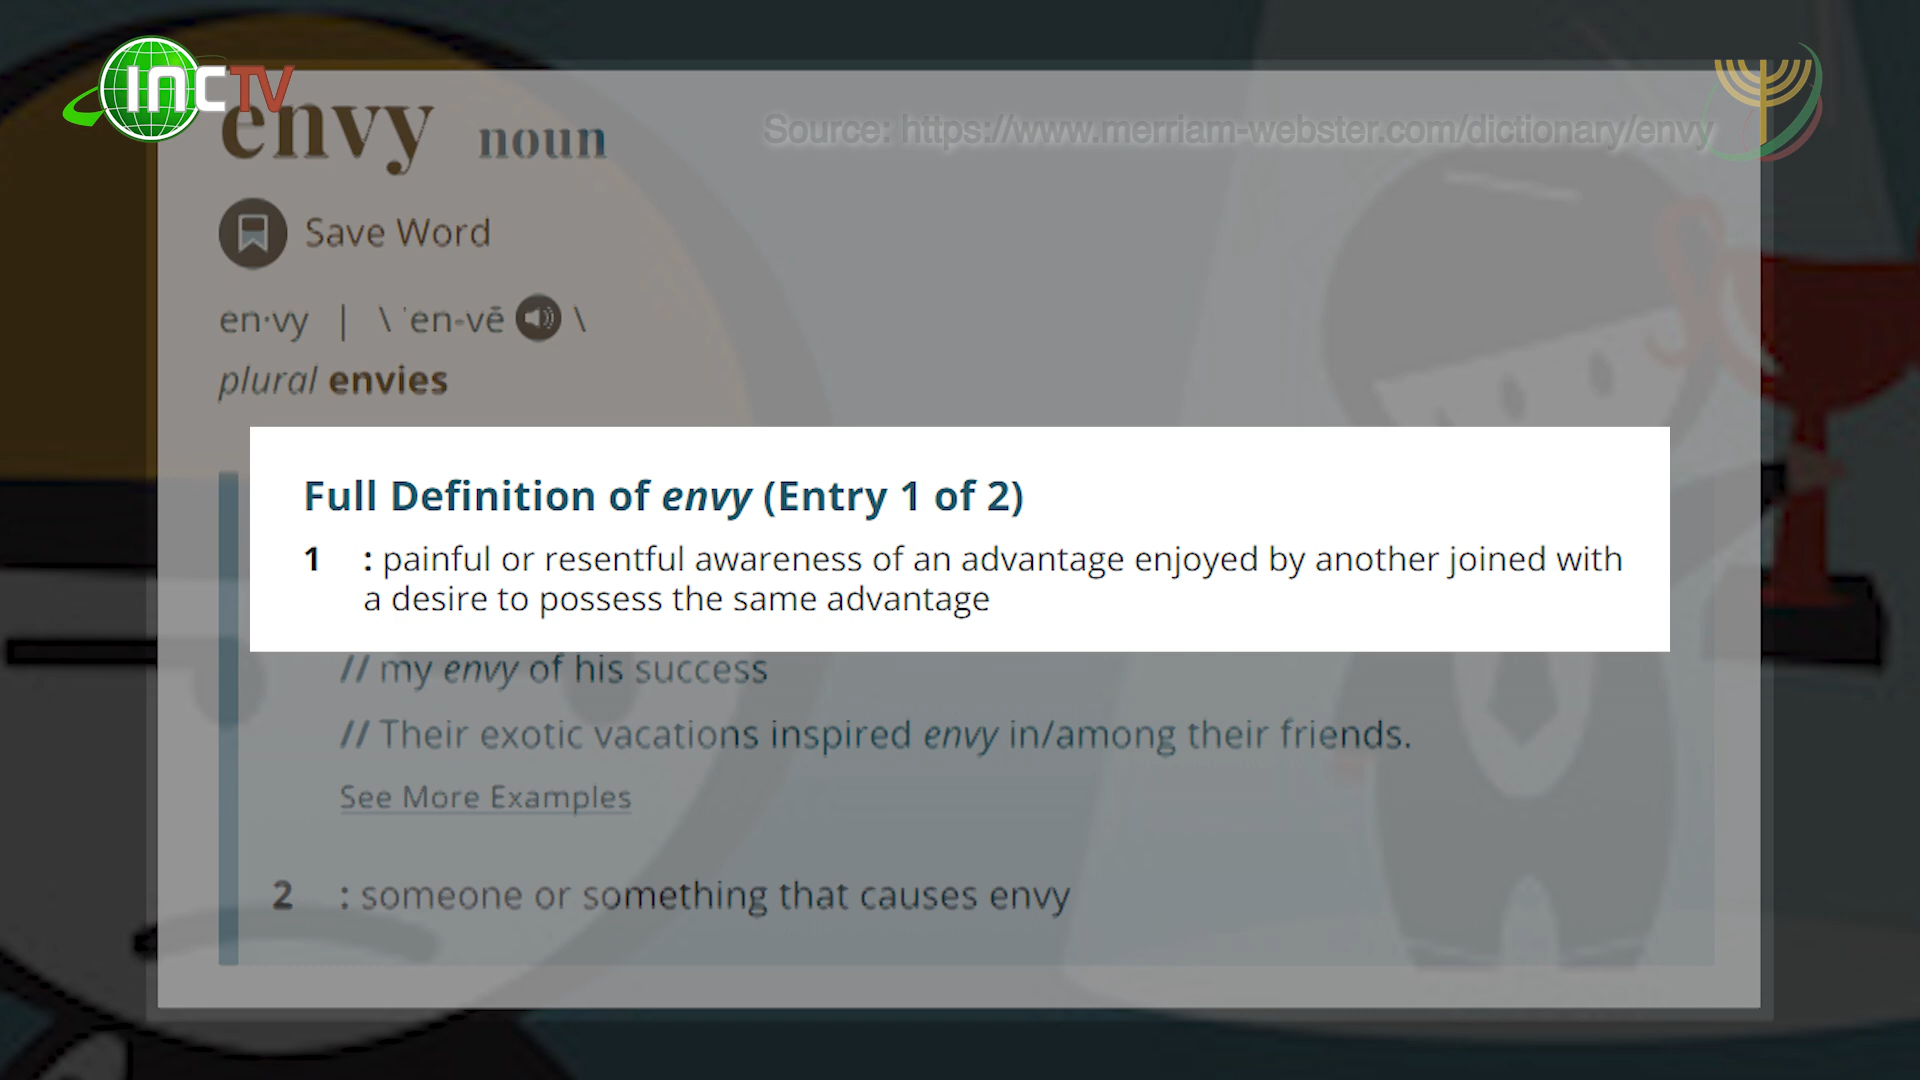 INCTV
envy noun
Source: https://www.merriam-webster.com/dictionary/envy
Save Word
en·vy | \ ˈen-vē \
plural envies
Full Definition of envy (Entry 1 of 2)
1 : painful or resentful awareness of an advantage enjoyed by another joined with
a desire to possess the same advantage
// my envy of his success
// Their exotic vacations inspired envy in/among their friends.
See More Examples
2 : someone or something that causes envy